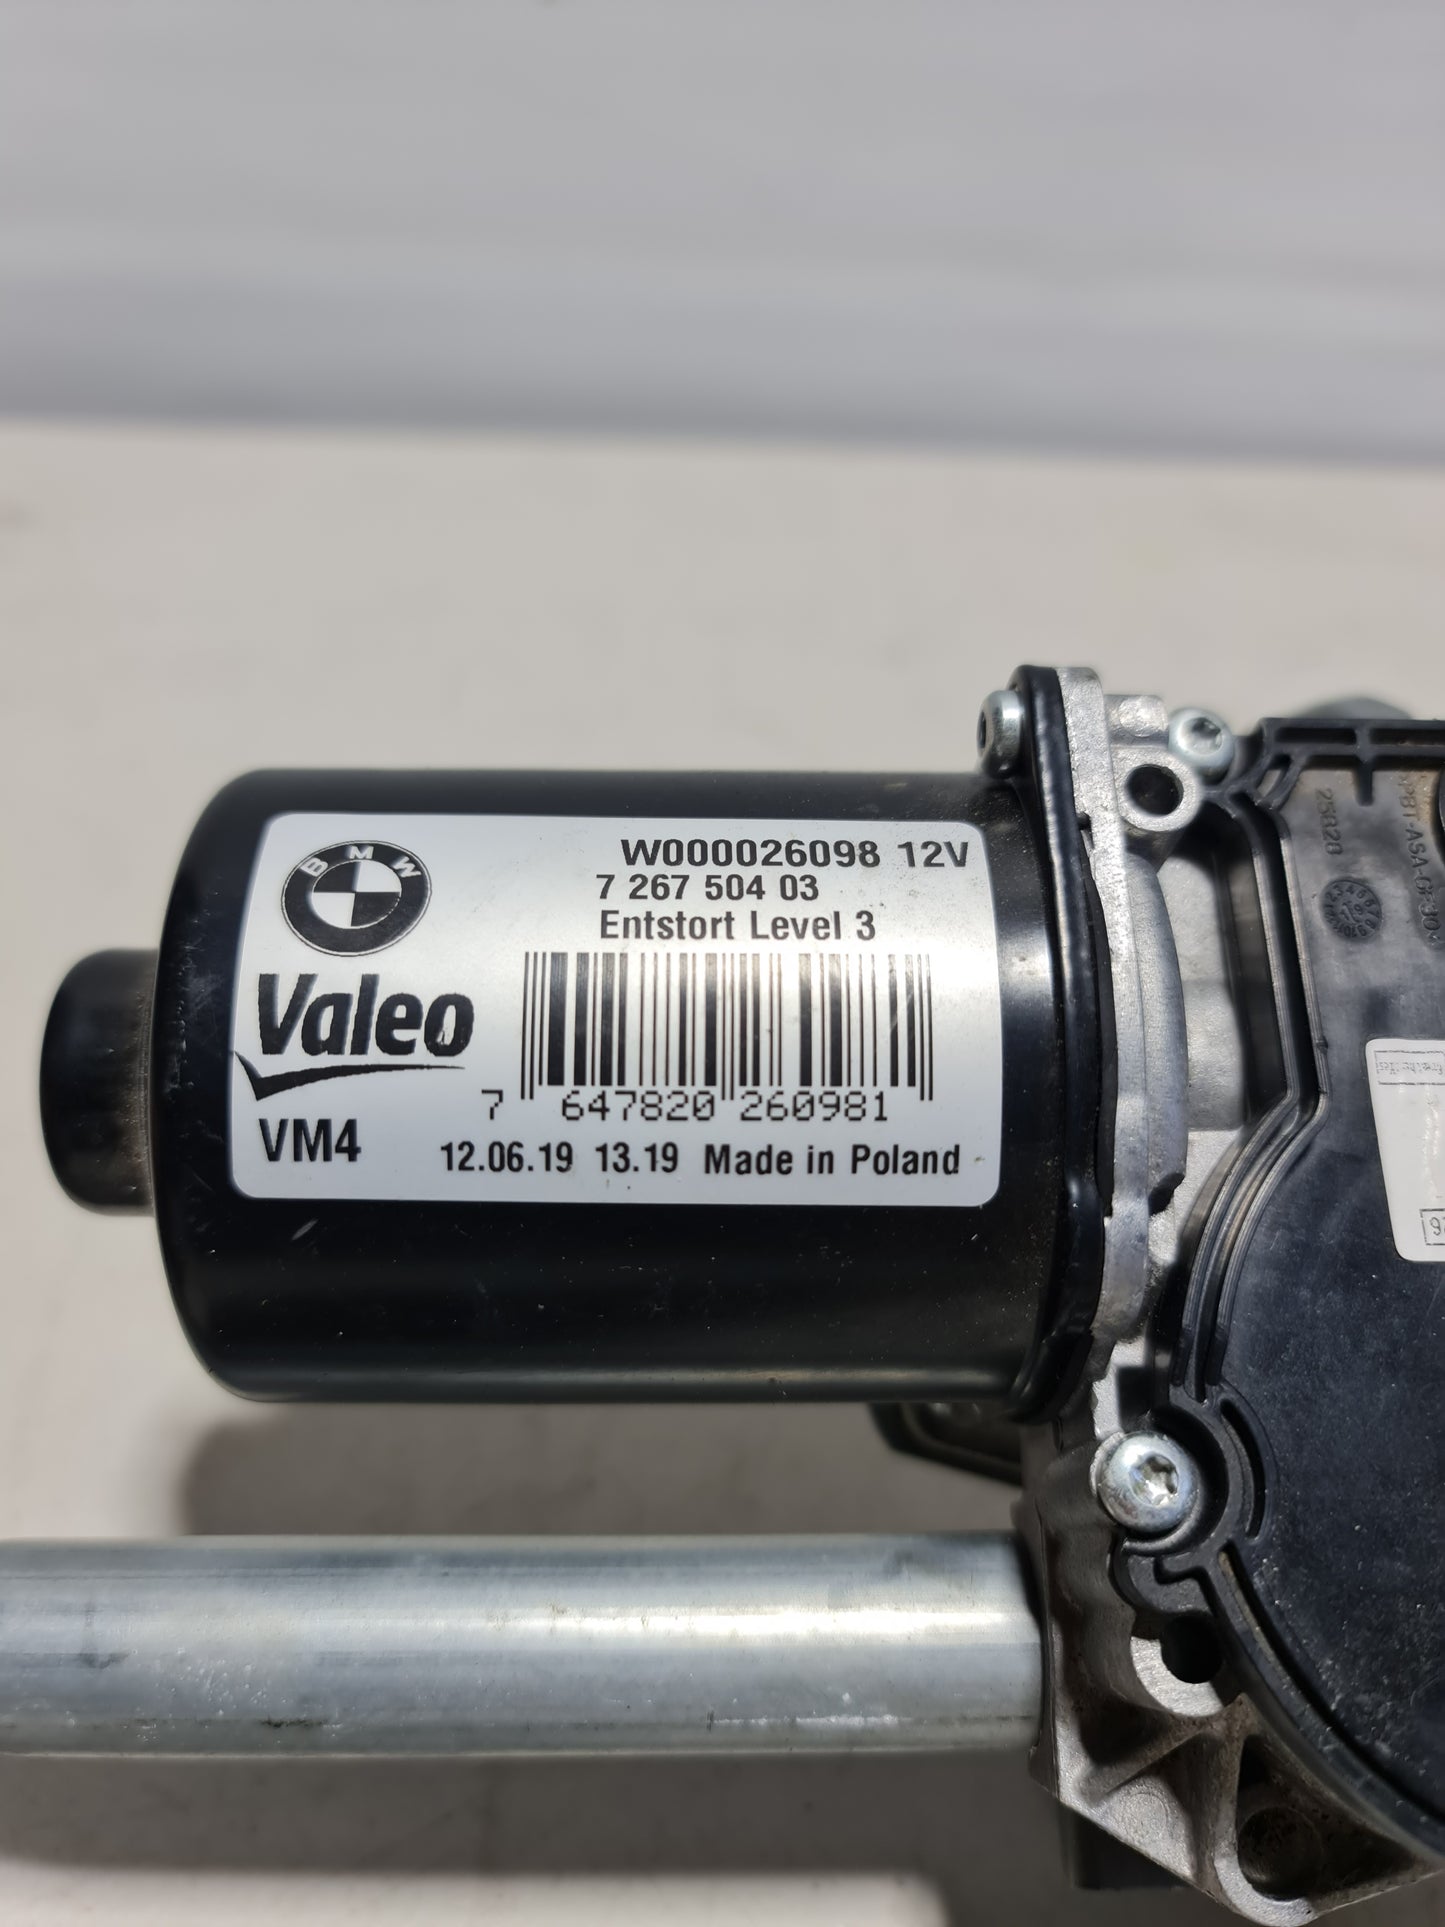 BMW
W000026098 12V
7 267 504 03
Entstort Level 3
Valeo
7 647820 260981
VM4
12.06.19 13.19 Made in Poland
25B20